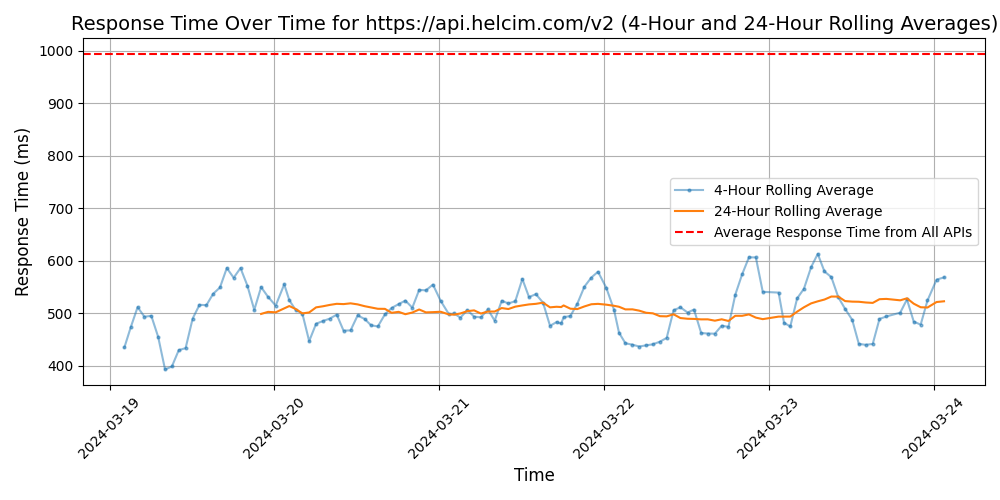 Response Time Over Time for https://api.helcim.com/v2 (4-Hour and 24-Hour Rolling Averages)
Response Time (ms)
1000
900
800
700
600
500
400
4-Hour Rolling Average
24-Hour Rolling Average
Average Response Time from All APIs
2024-03-19
2024-03-20
2024-03-21
2024-03-22
2024-03-23
2024-03-24
Time